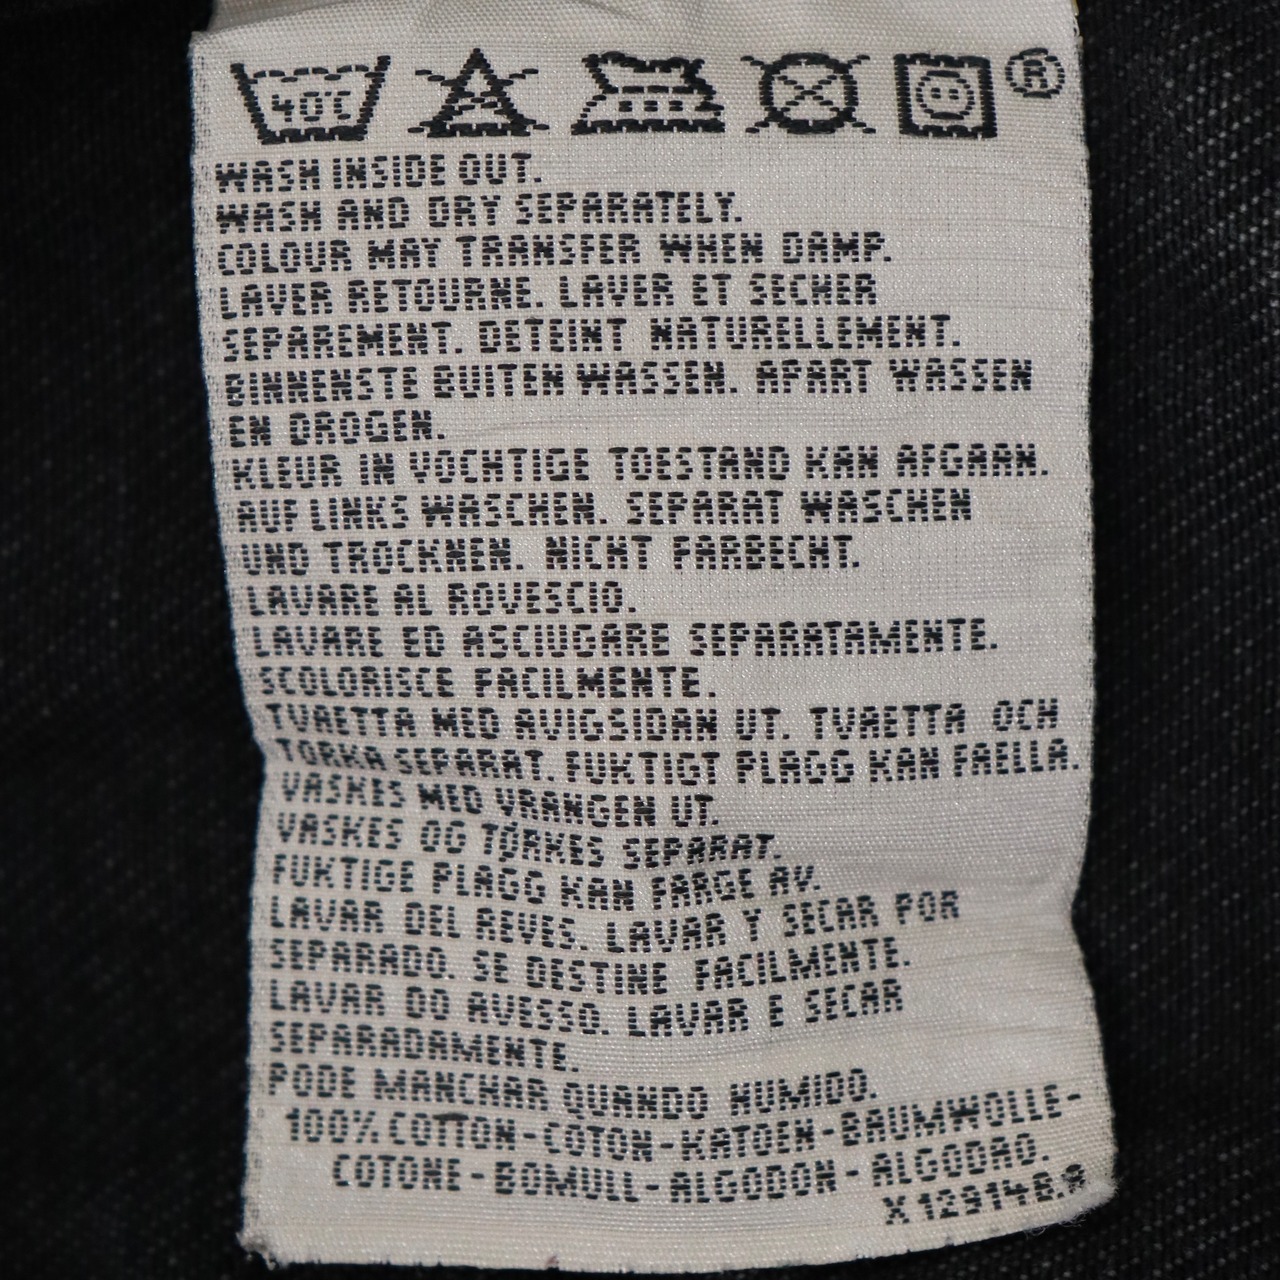 40°C ®
WASH INSIDE OUT.
WASH AND DRY SEPARATELY.
COLOUR MAY TRANSFER WHEN DAMP.
LAVER RETOURNE. LAVER ET SECHER
SEPAREMENT. DETEINT NATURELLEMENT.
BINNENSTE BUITEN WASSEN. APART WASSEN
EN DROGEN.
KLEUR IN VOCHTIGE TOESTAND KAN AFGAAN.
AUF LINKS WASCHEN. SEPARAT WASCHEN
UND TROCKNEN. NICHT FARBECHT.
LAVARE AL ROVESCIO.
LAVARE ED ASCIUGARE SEPARATAMENTE.
SCOLORISCE FACILMENTE.
TVAETTA MED AVIGSIDAN UT. TVAETTA OCH
TORKA SEPARAT. FUKTIGT PLAGG KAN FAELLA.
VASKES MED VRANGEN UT.
VASKES OG TØRKES SEPARAT.
FUKTIGE PLAGG KAN FARGE AV.
LAVAR DEL REVES. LAVAR Y SECAR POR
SEPARADO. SE DESTINE FACILMENTE.
LAVAR DO AVESSO. LAVAR E SECAR
SEPARADAMENTE.
PODE MANCHAR QUANDO HUMIDO.
100% COTTON-COTON-KATOEN-BAUMWOLLE-
COTONE-BOMULL-ALGODON-ALGODAO.